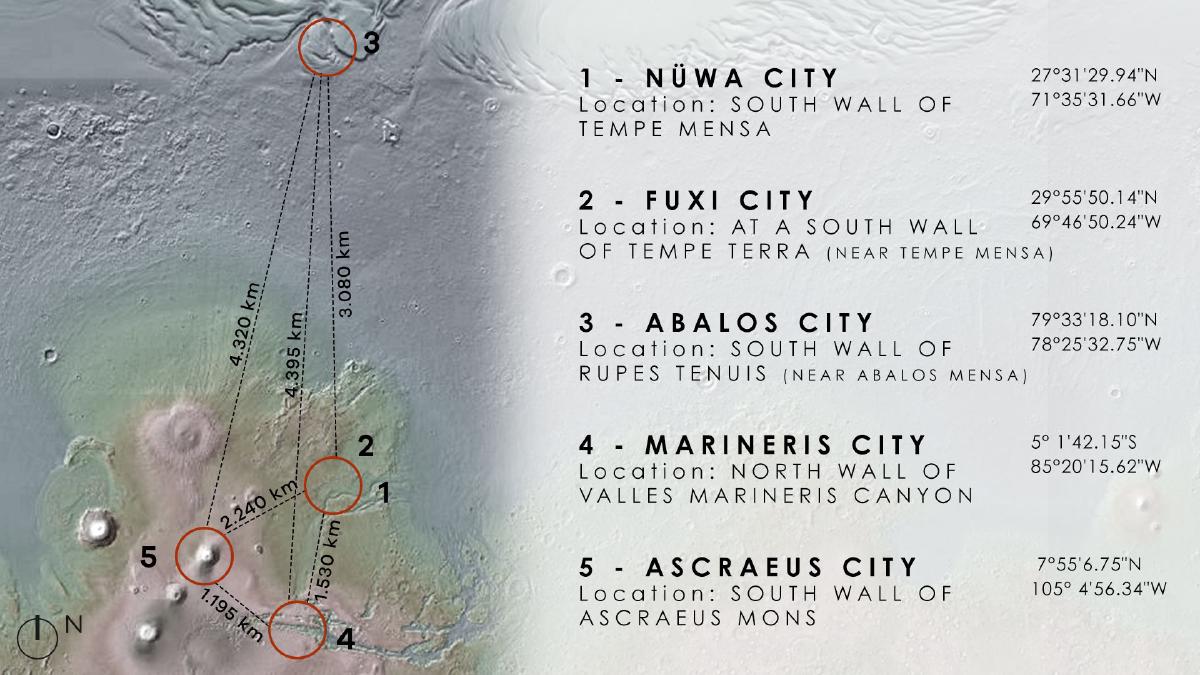 3
3.080 km
4.320 km
4.395 km
2
1
2.240 km
1.530 km
5
1.195 km
4
N
1 - NÜWA CITY
27°31'29.94"N
Location: SOUTH WALL OF
71°35'31.66"W
TEMPE MENSA
2 - FUXI CITY
29°55'50.14"N
Location: AT A SOUTH WALL
69°46'50.24"W
OF TEMPE TERRA (NEAR TEMPE MENSA)
3 - ABALOS CITY
79°33'18.10"N
Location: SOUTH WALL OF
78°25'32.75"W
RUPES TENUIS (NEAR ABALOS MENSA)
4 - MARINERIS CITY
5° 1'42.15"S
Location: NORTH WALL OF
85°20'15.62"W
VALLES MARINERIS CANYON
5 - ASCRAEUS CITY
7°55'6.75"N
Location: SOUTH WALL OF
105° 4'56.34"W
ASCRAEUS MONS